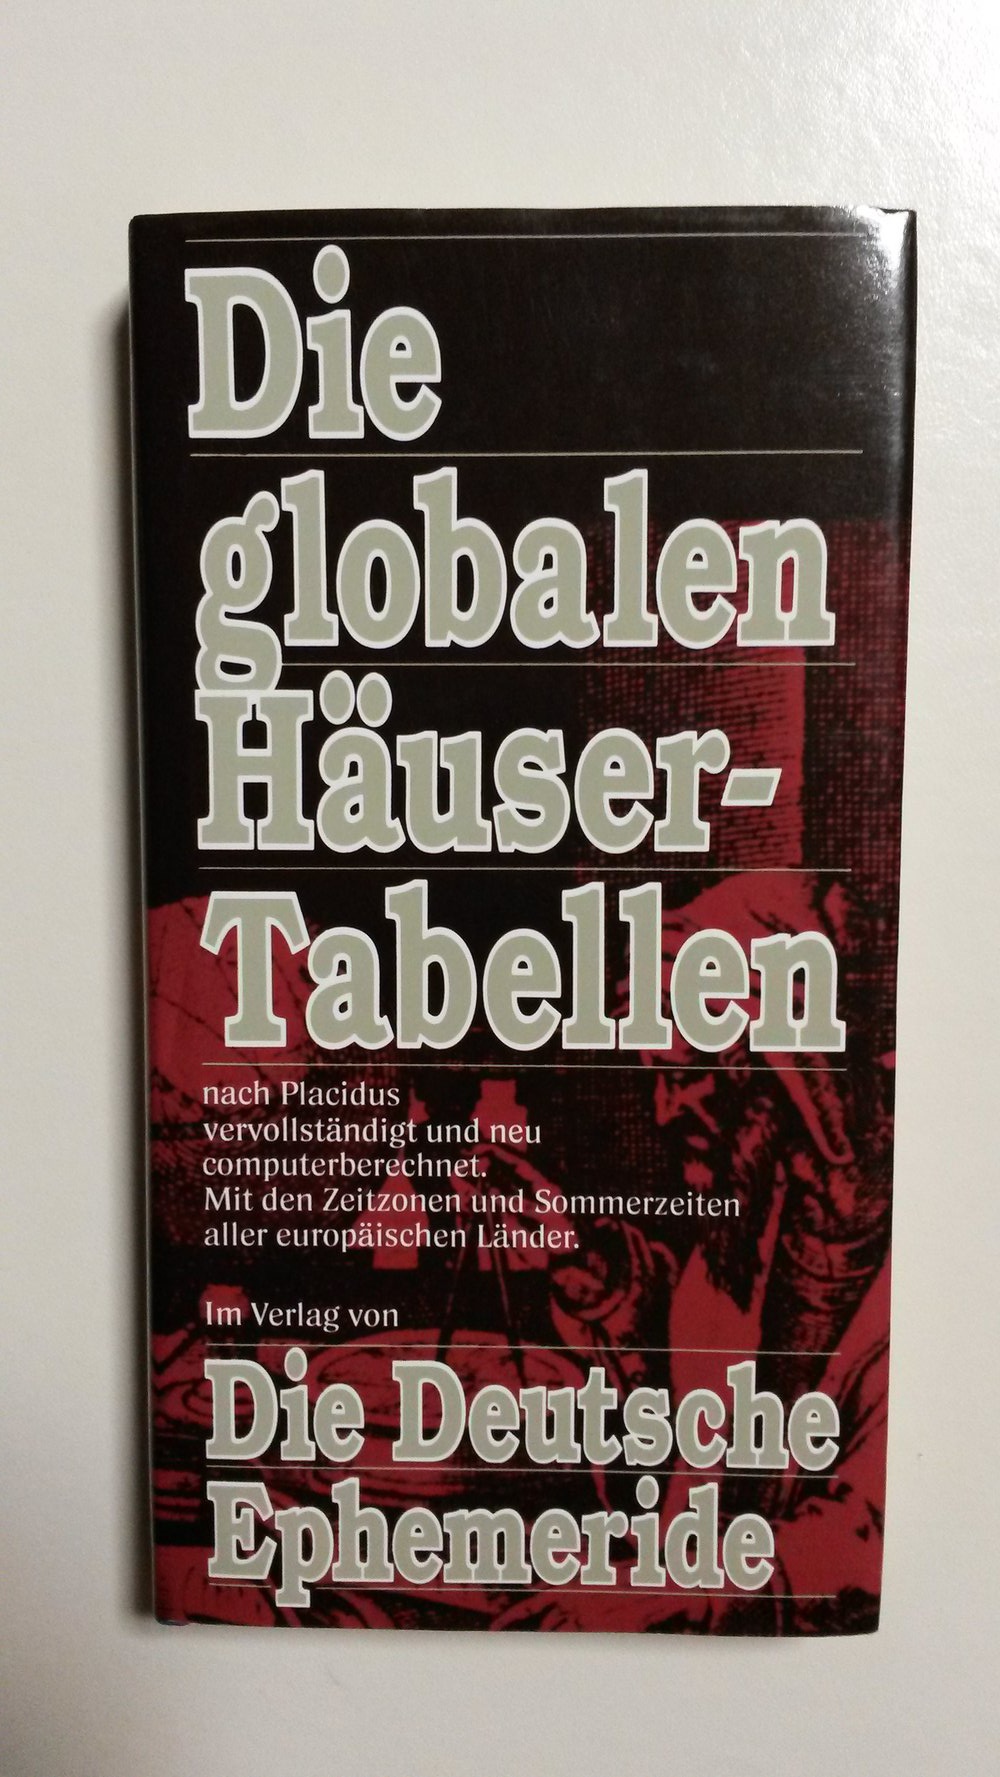 Die
globalen
Häuser-
Tabellen
nach Placidus
vervollständigt und neu
computerberechnet.
Mit den Zeitzonen und Sommerzeiten
aller europäischen Länder.
Im Verlag von
Die Deutsche
Ephemeride